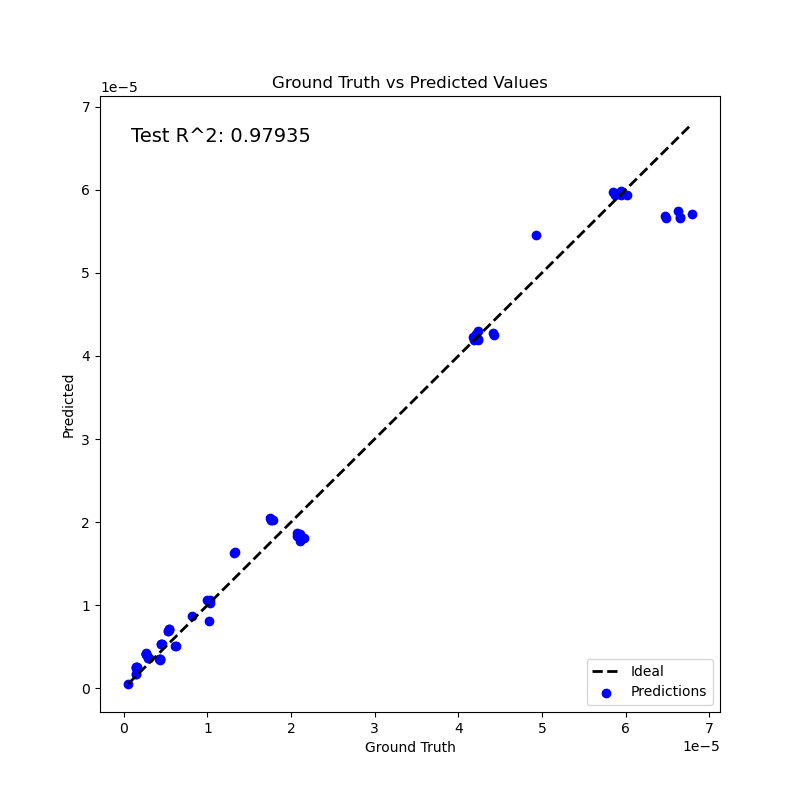 Ground Truth vs Predicted Values
1e−5
7
6
5
4
3
2
1
0
Predicted
Test R^2: 0.97935
Ideal
Predictions
0 1 2 3 4 5 6 7
1e−5
Ground Truth